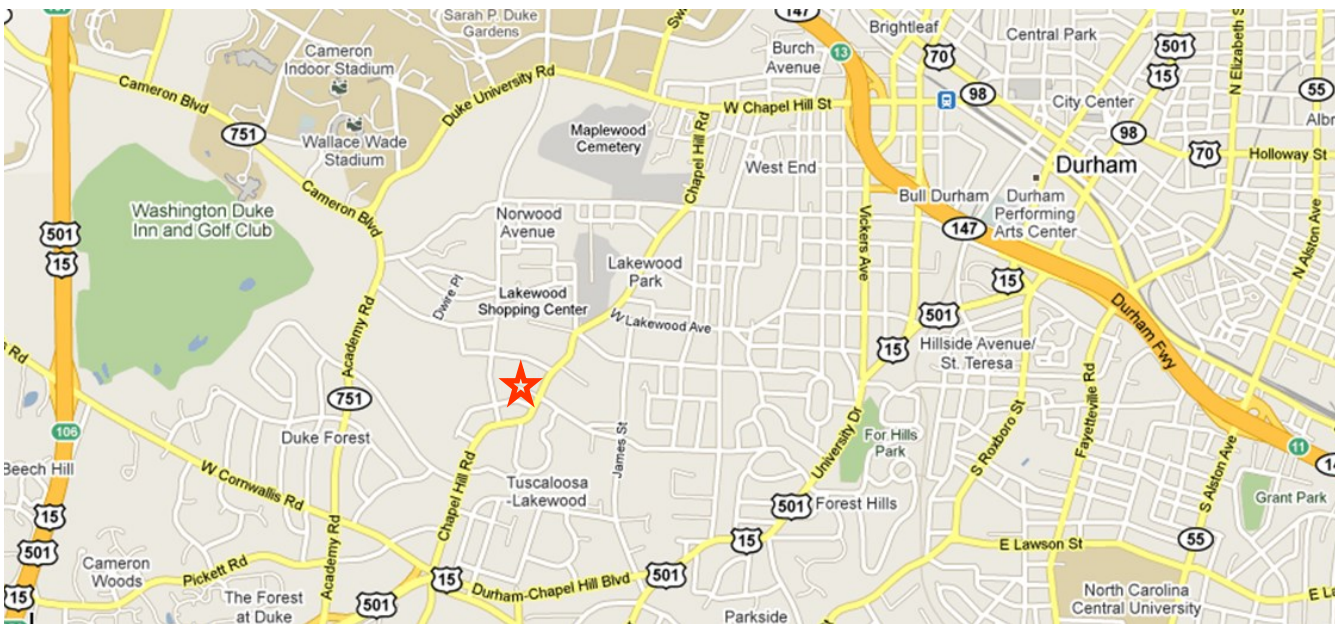 Sarah P. Duke
Gardens
147
Brightleaf
Central Park
501
15
N Elizabeth S
Cameron
Indoor Stadium
Burch
Avenue
13
70
98
55
Cameron Blvd
Duke University Rd
W Chapel Hill St
City Center
Albr
751
Wallace Wade
Stadium
Maplewood
Cemetery
Chapel Hill Rd
98
70
Holloway St
West End
Durham
Cameron Blvd
Washington Duke
Inn and Golf Club
Norwood
Avenue
Vickers Ave
Bull Durham
Durham
Performing
Arts Center
147
N Alston Ave
501
15
Lakewood
Park
Dwire Pl
Lakewood
Shopping Center
W Lakewood Ave
15
501
15
Durham Fwy
Hillside Avenue/
St. Teresa
e Rd
Academy Rd
751
106
Duke Forest
James St
University Dr
For Hills
Park
S Roxboro St
Fayetteville Rd
S Alston Ave
11
14
Beech Hill
W Cornwallis Rd
Chapel Hill Rd
Tuscaloosa
-Lakewood
501
Forest Hills
Grant Park
15
501
15
Cameron
Woods
Pickett Rd
Academy Rd
15
15
Durham-Chapel Hill Blvd
501
E Lawson St
55
The Forest
at Duke
501
Parkside
North Carolina
Central University
E La